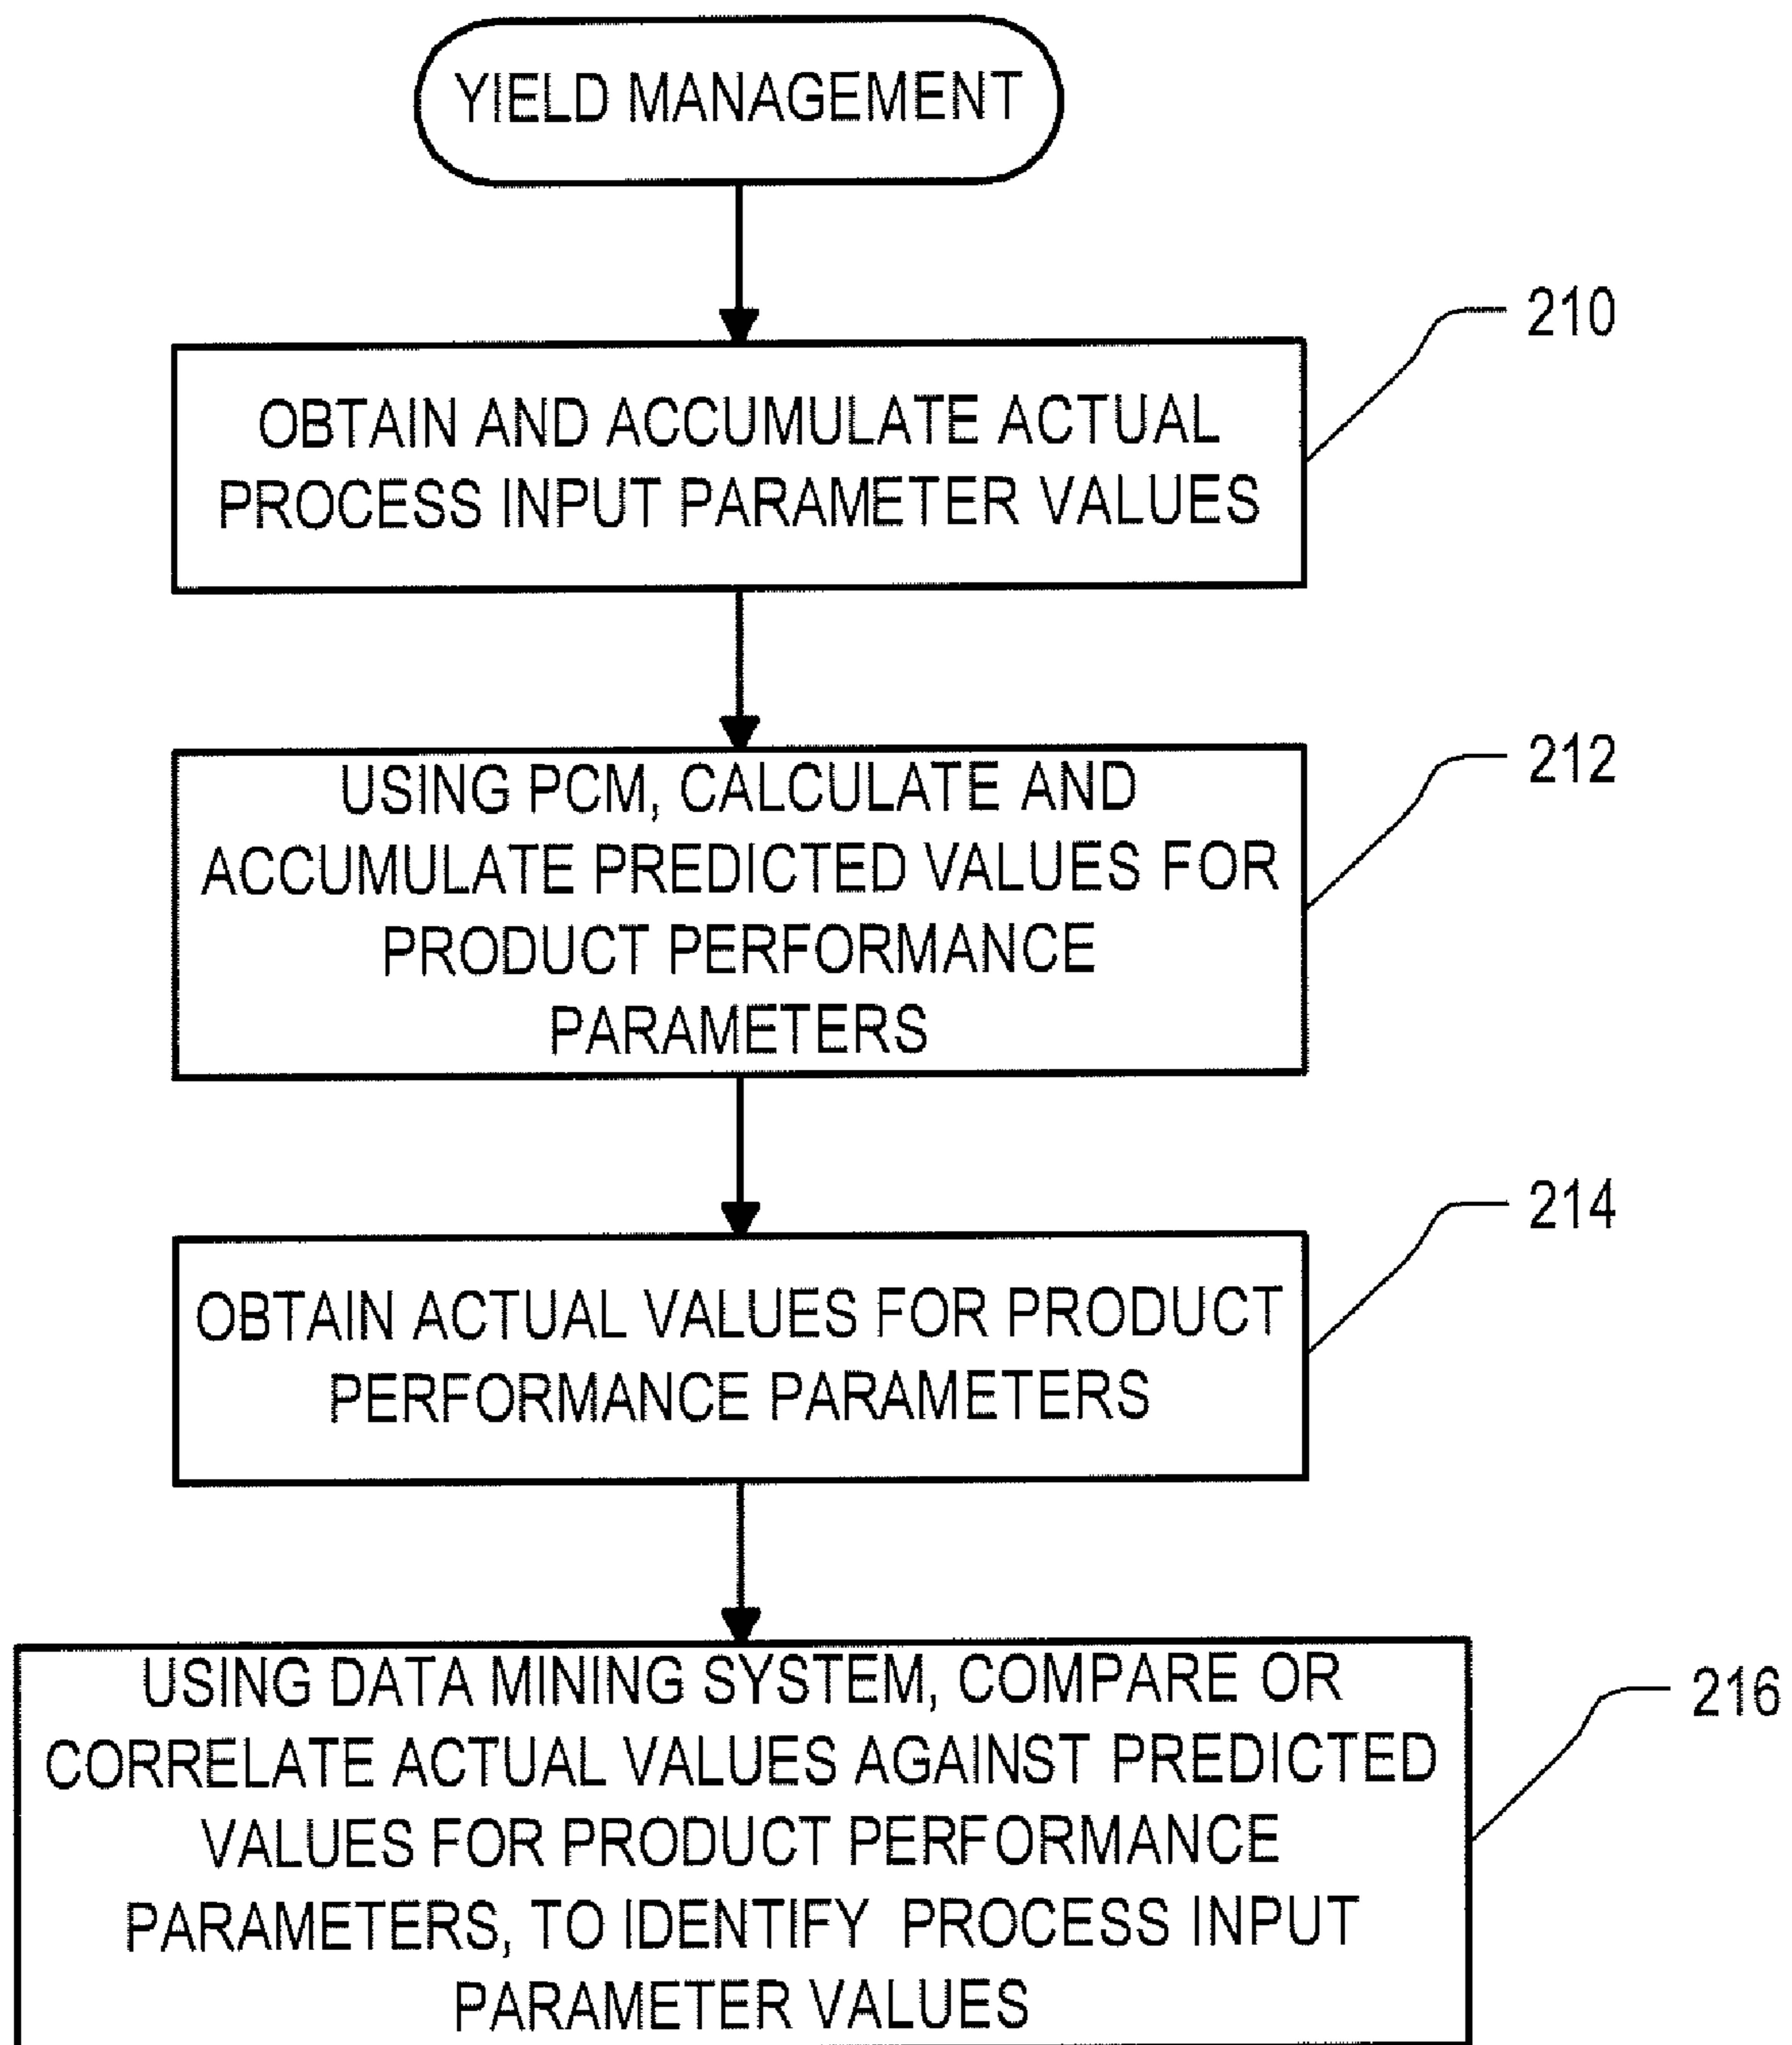 YIELD MANAGEMENT
210
OBTAIN AND ACCUMULATE ACTUAL
PROCESS INPUT PARAMETER VALUES
212
USING PCM, CALCULATE AND
ACCUMULATE PREDICTED VALUES FOR
PRODUCT PERFORMANCE
PARAMETERS
214
OBTAIN ACTUAL VALUES FOR PRODUCT
PERFORMANCE PARAMETERS
216
USING DATA MINING SYSTEM, COMPARE OR
CORRELATE ACTUAL VALUES AGAINST PREDICTED
VALUES FOR PRODUCT PERFORMANCE
PARAMETERS, TO IDENTIFY PROCESS INPUT
PARAMETER VALUES